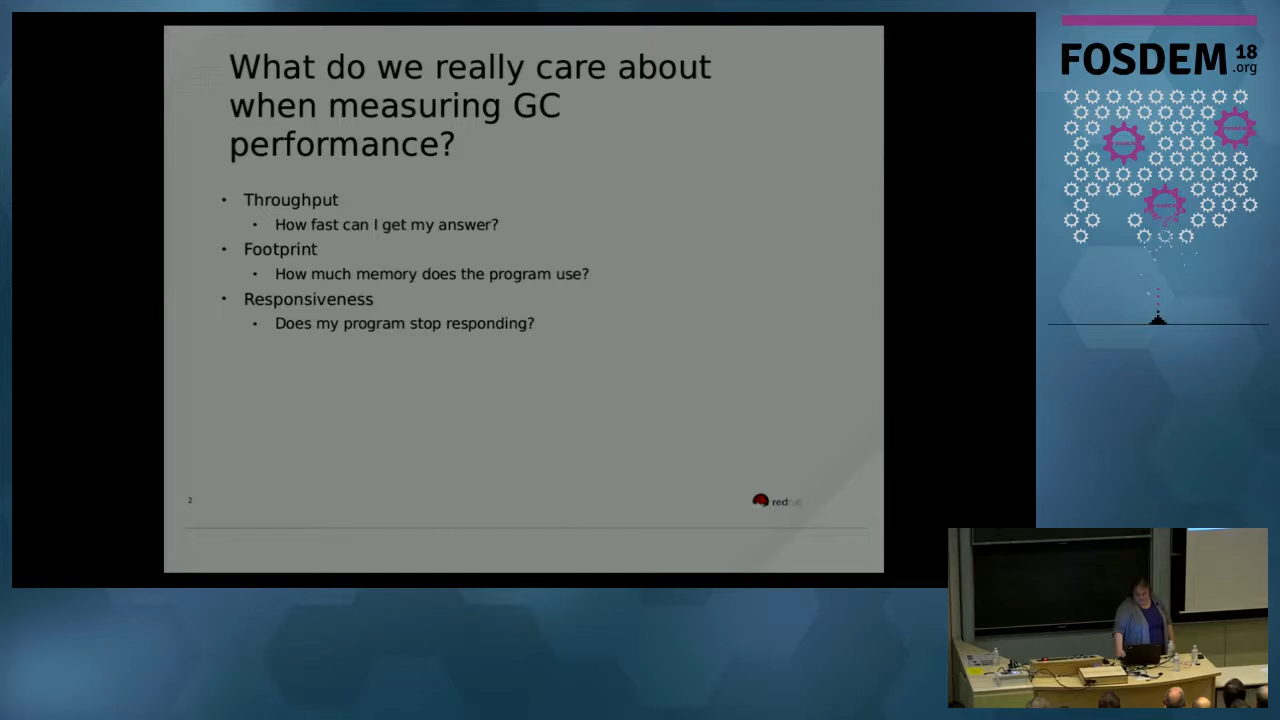 What do we really care about
when measuring GC
performance?
• Throughput
• How fast can I get my answer?
• Footprint
• How much memory does the program use?
• Responsiveness
• Does my program stop responding?
2
redhat
FOSDEM 18
.org